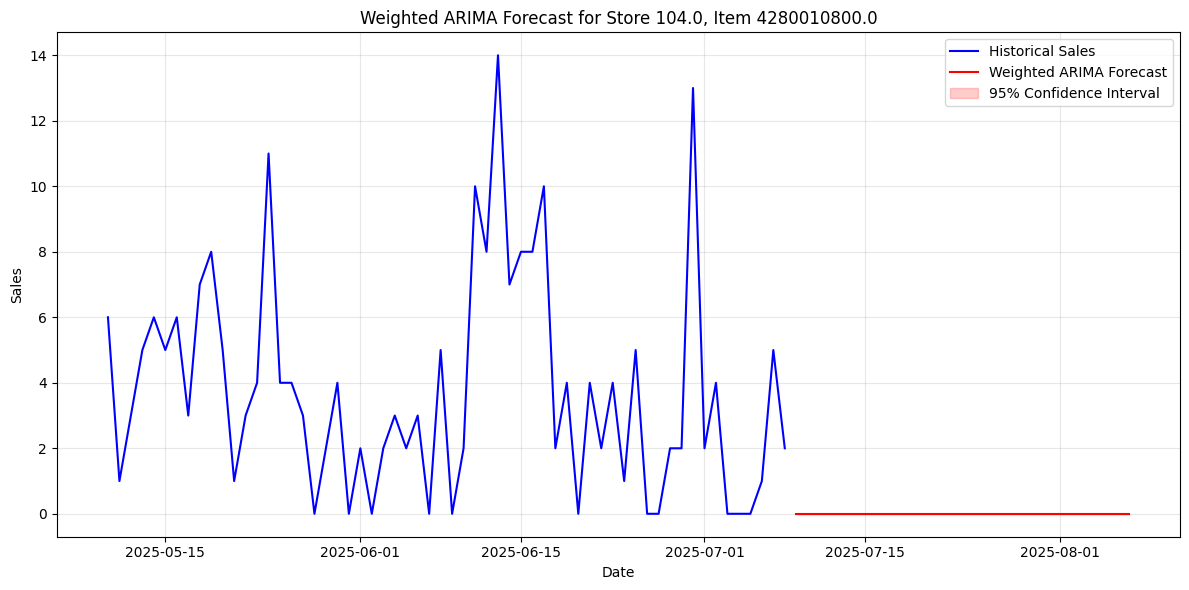 Weighted ARIMA Forecast for Store 104.0, Item 4280010800.0
Historical Sales
Weighted ARIMA Forecast
95% Confidence Interval
Sales
14
12
10
8
6
4
2
0
2025-05-15
2025-06-01
2025-06-15
2025-07-01
2025-07-15
2025-08-01
Date